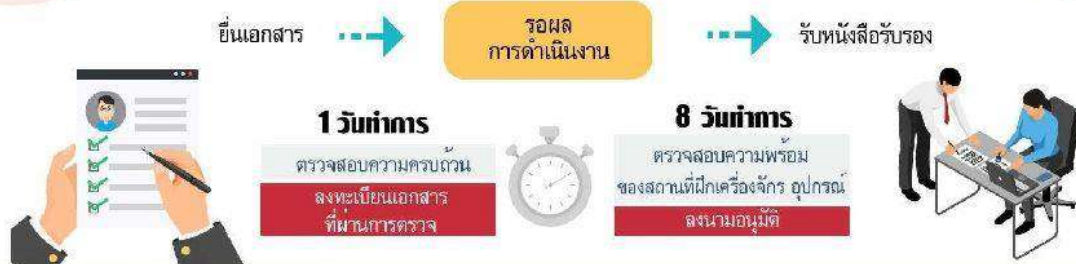 ยื่นเอกสาร
รอผล
การดำเนินงาน
รับหนังสือรับรอง
1 วันทำการ
ตรวจสอบความครบถ้วน
ลงทะเบียนเอกสาร
ที่ผ่านการตรวจ
8 วันทำการ
ตรวจสอบความพร้อม
ของสถานที่ฝึกเครื่องจักร อุปกรณ์
ลงนามอนุมัติ